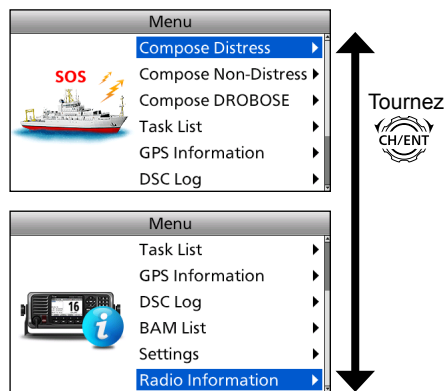 Menu
SOS
Compose Distress
Compose Non-Distress
Compose DROBOSE
Task List
GPS Information
DSC Log
Tournez
CH/ENT
Menu
Task List
GPS Information
DSC Log
BAM List
Settings
Radio Information
16
i